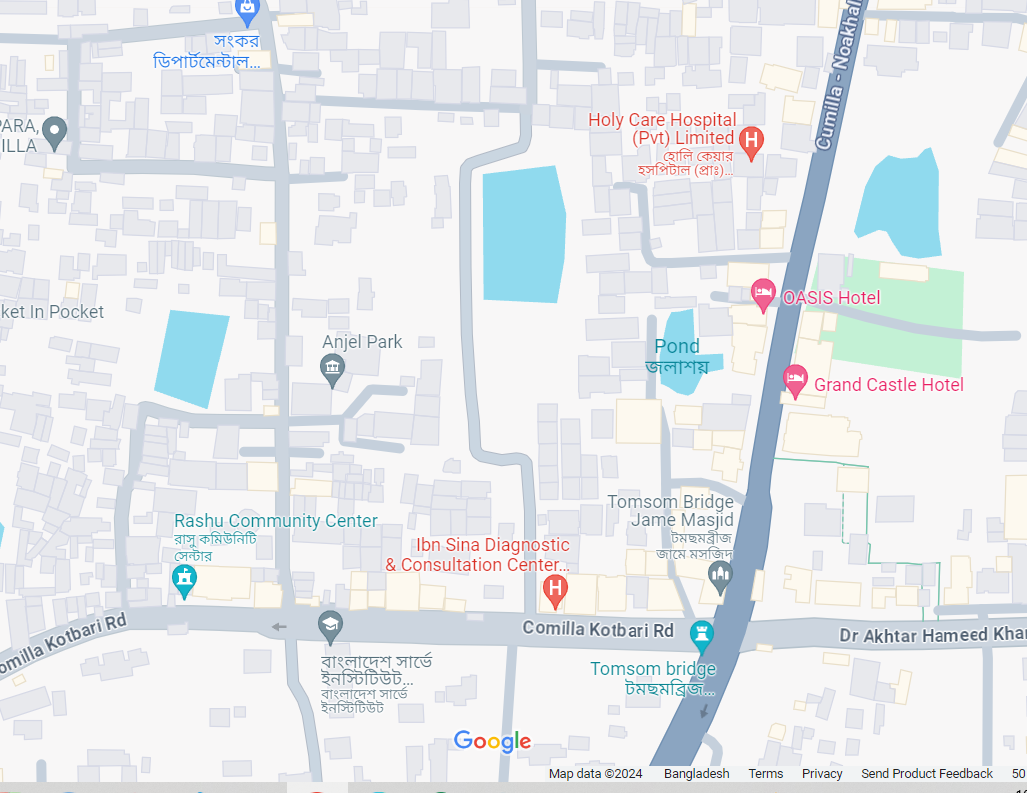 সংকর
ডিপার্টমেন্টাল...
Cumilla - Noakhal
PARA,
ILLA
Holy Care Hospital
(Pvt) Limited
হোলি কেয়ার
হসপিটাল (প্রাঃ)...
OASIS Hotel
ket In Pocket
Anjel Park
Pond
জলাশয়
Grand Castle Hotel
Tomsom Bridge
Jame Masjid
টমছমব্রীজ
জামে মসজিদ
Rashu Community Center
রাসু কমিউনিটি
সেন্টার
Ibn Sina Diagnostic
& Consultation Center...
Comilla Kotbari Rd
omilla Kotbari Rd
Dr Akhtar Hameed Khan
বাংলাদেশ সার্ভে
ইনস্টিটিউট...
বাংলাদেশ সার্ভে
ইনস্টিটিউট
Tomsom bridge
টমছমব্রিজ...
Google
Map data ©2024 Bangladesh Terms Privacy Send Product Feedback 50